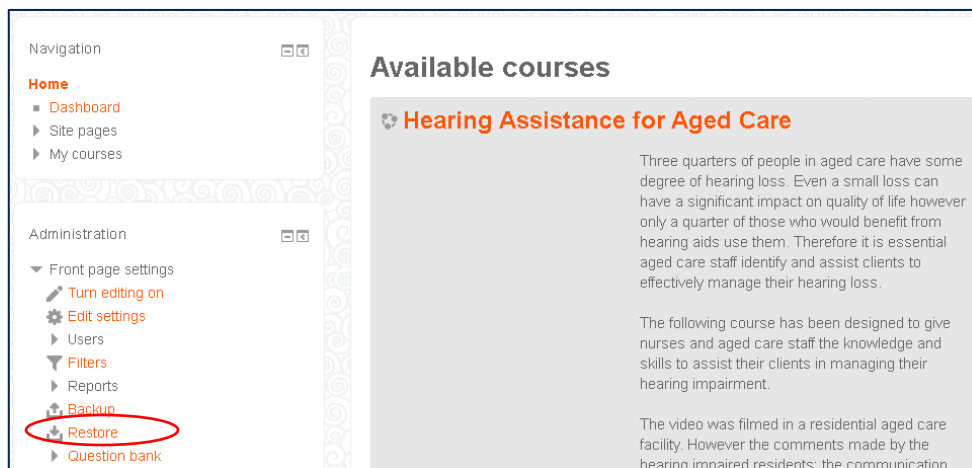 Navigation
Home
Dashboard
Site pages
My courses
Administration
Front page settings
Turn editing on
Edit settings
Users
Filters
Reports
Backup
Restore
Question bank
Available courses
Hearing Assistance for Aged Care
Three quarters of people in aged care have some
degree of hearing loss. Even a small loss can
have a significant impact on quality of life however
only a quarter of those who would benefit from
hearing aids use them. Therefore it is essential
aged care staff identify and assist clients to
effectively manage their hearing loss.
The following course has been designed to give
nurses and aged care staff the knowledge and
skills to assist their clients in managing their
hearing impairment.
The video was filmed in a residential aged care
facility. However the comments made by the
hearing impaired residents; the communication